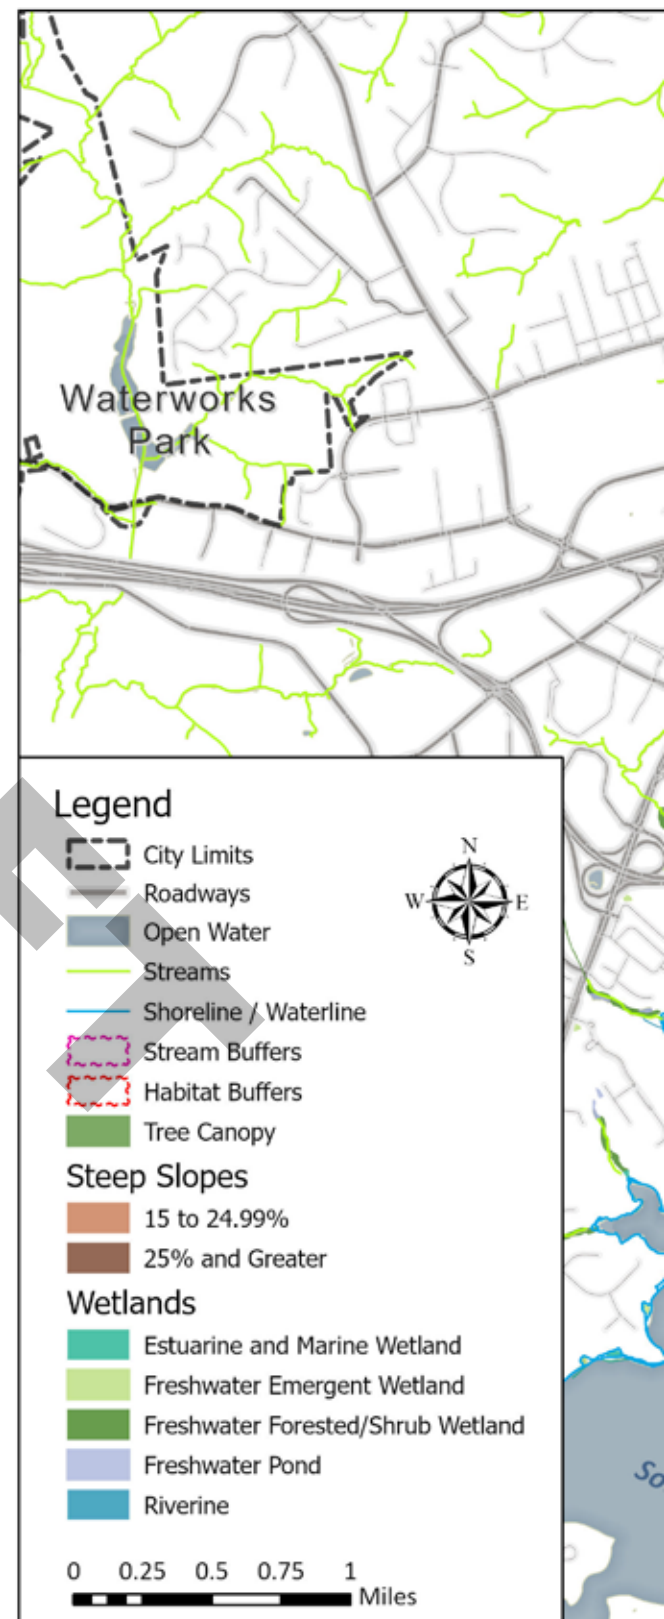 Waterworks
Park
Legend
City Limits
Roadways
Open Water
Streams
Shoreline / Waterline
Stream Buffers
Habitat Buffers
Tree Canopy
N
W E
S
Steep Slopes
15 to 24.99%
25% and Greater
Wetlands
Estuarine and Marine Wetland
Freshwater Emergent Wetland
Freshwater Forested/Shrub Wetland
Freshwater Pond
Riverine
So
0 0.25 0.5 0.75 1
Miles